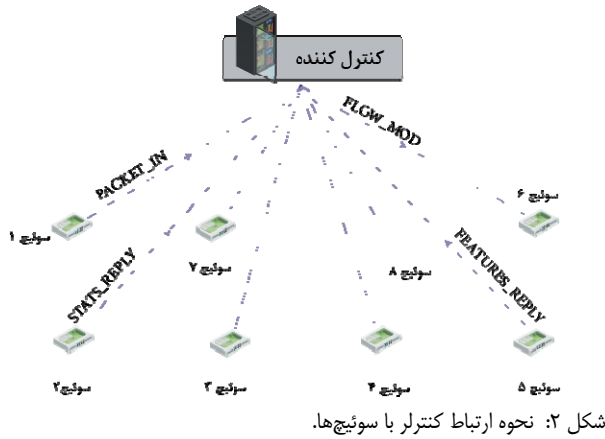 کنترل کننده
FLGW_MOD
PACKET_IN
سوئیچ ۶
سوئیچ ۱
سوئیچ ۷
سوئیچ ۸
FEATURES_REPLY
STATS_REPLY
سوئیچ۲
سوئیچ ۳
سوئیچ ۴
سوئیچ ۵
شکل ۲: نحوه ارتباط کنترلر با سوئیچ‌ها.